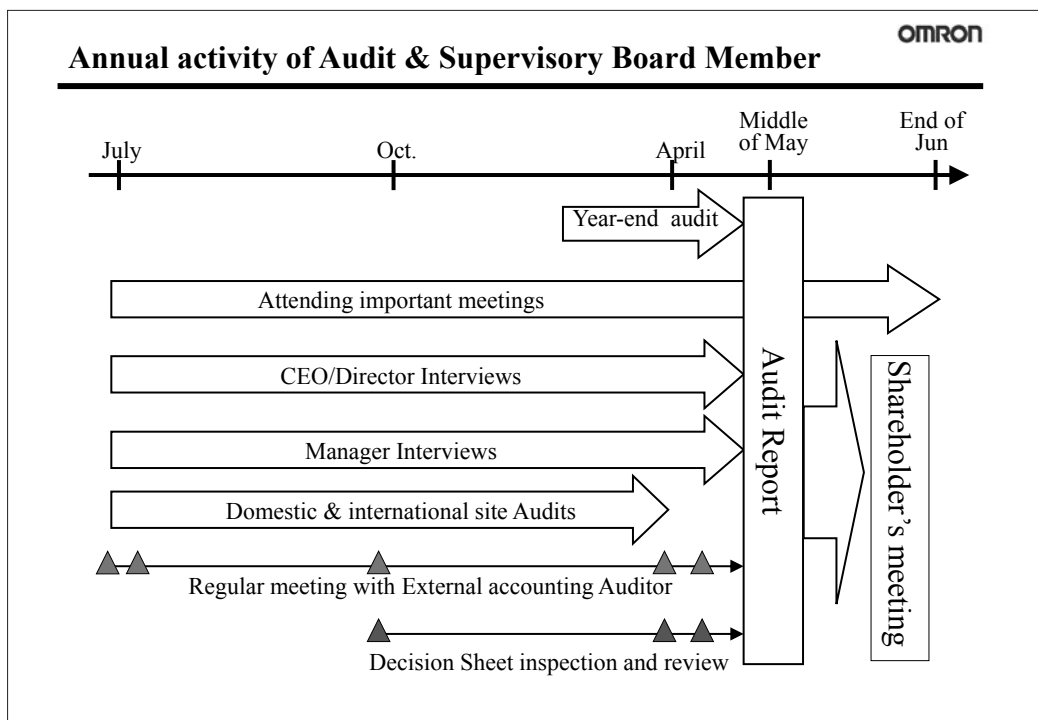 OMRON
Annual activity of Audit & Supervisory Board Member
July
Oct.
April
Middle
of May
End of
Jun
Year-end audit
Attending important meetings
CEO/Director Interviews
Manager Interviews
Domestic & international site Audits
Regular meeting with External accounting Auditor
Decision Sheet inspection and review
Audit Report
Shareholder’s meeting